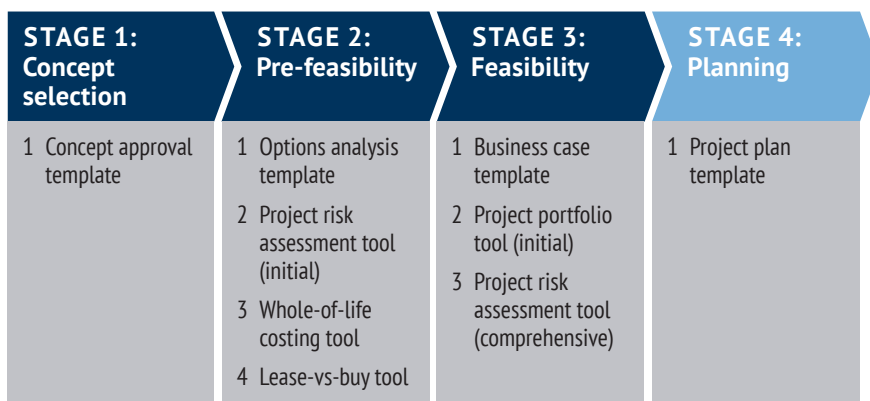 STAGE 1:
Concept
selection
1 Concept approval
template
STAGE 2:
Pre-feasibility
1 Options analysis
template
2 Project risk
assessment tool
(initial)
3 Whole-of-life
costing tool
4 Lease-vs-buy tool
STAGE 3:
Feasibility
1 Business case
template
2 Project portfolio
tool (initial)
3 Project risk
assessment tool
(comprehensive)
STAGE 4:
Planning
1 Project plan
template